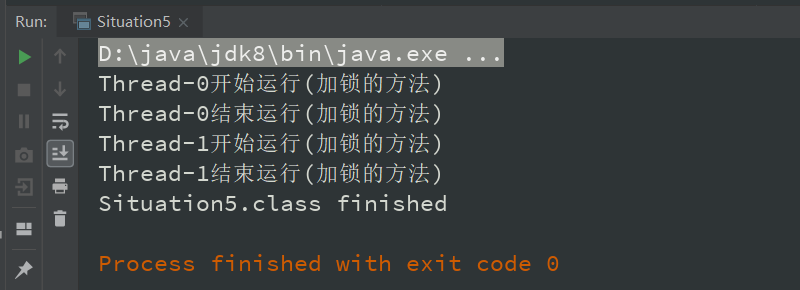 Run: Situation5
D:\java\jdk8\bin\java.exe ...
Thread-0开始运行(加锁的方法)
Thread-0结束运行(加锁的方法)
Thread-1开始运行(加锁的方法)
Thread-1结束运行(加锁的方法)
Situation5.class finished
Process finished with exit code 0